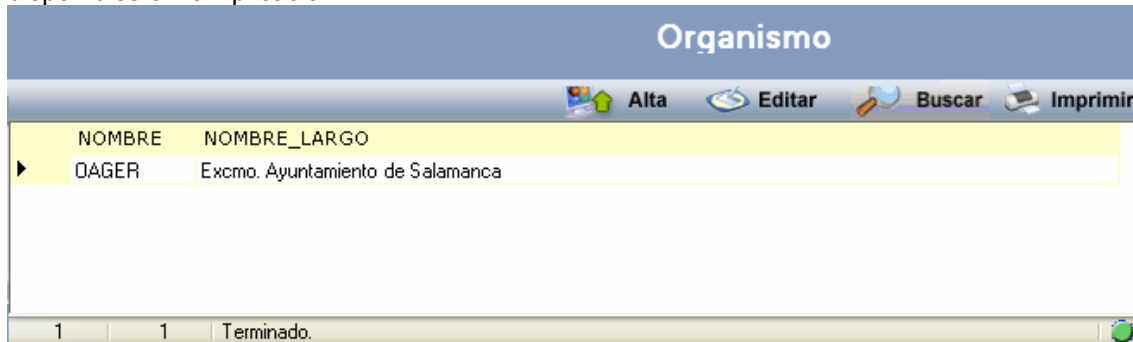 Organismo
Alta Editar Buscar Imprimir
NOMBRE NOMBRE_LARGO
OAGER Excmo. Ayuntamiento de Salamanca
1 1 Terminado.